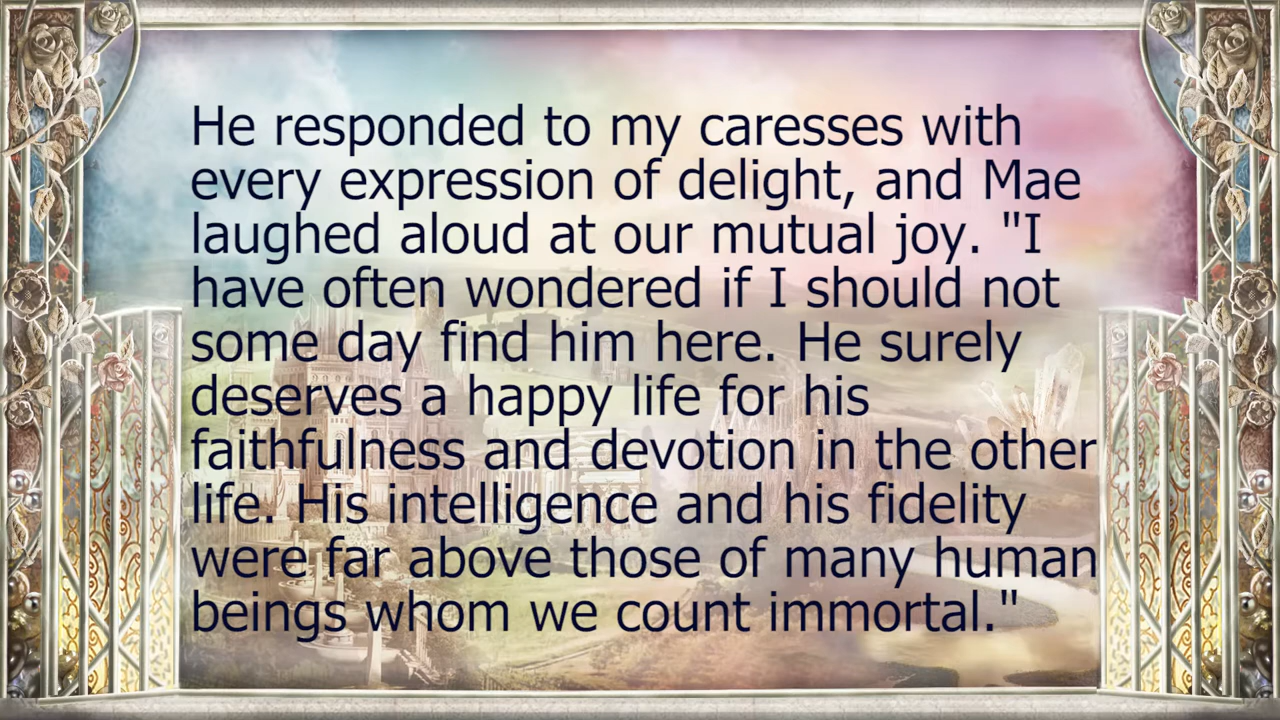 He responded to my caresses with
every expression of delight, and Mae
laughed aloud at our mutual joy. "I
have often wondered if I should not
some day find him here. He surely
deserves a happy life for his
faithfulness and devotion in the other
life. His intelligence and his fidelity
were far above those of many human
beings whom we count immortal."